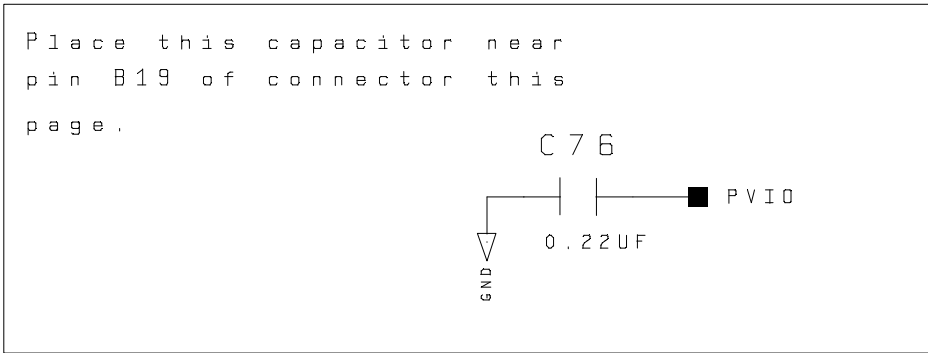 Place this capacitor near
pin B19 of connector this
page.
C76
PVIO
0.22UF
GND